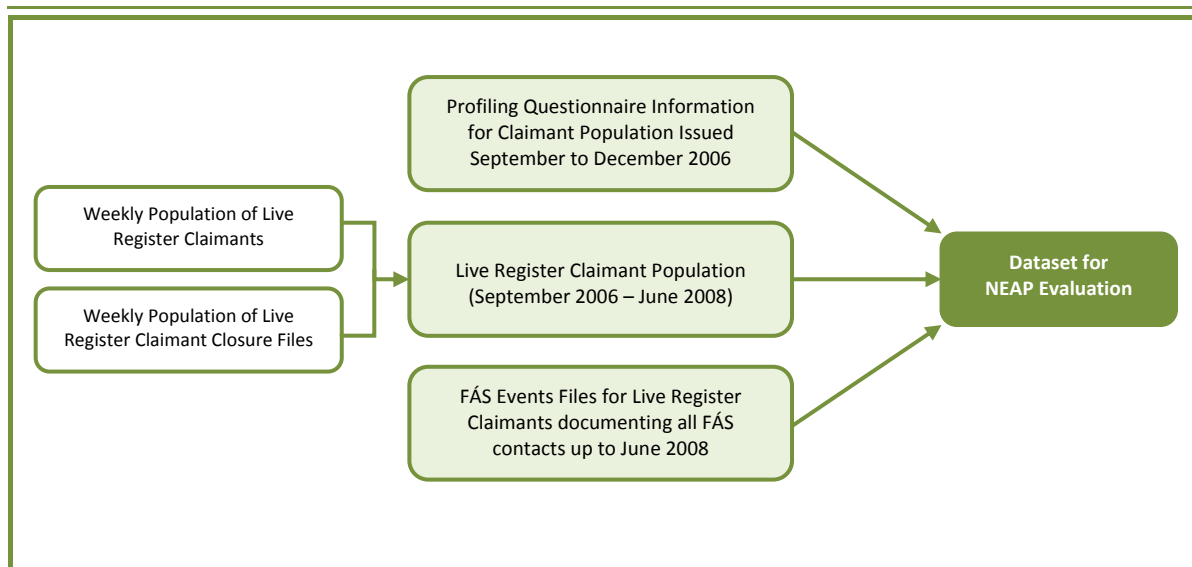 Profiling Questionnaire Information
for Claimant Population Issued
September to December 2006
Weekly Population of Live
Register Claimants
Weekly Population of Live
Register Claimant Closure Files
Live Register Claimant Population
(September 2006 – June 2008)
FÁS Events Files for Live Register
Claimants documenting all FÁS
contacts up to June 2008
Dataset for
NEAP Evaluation